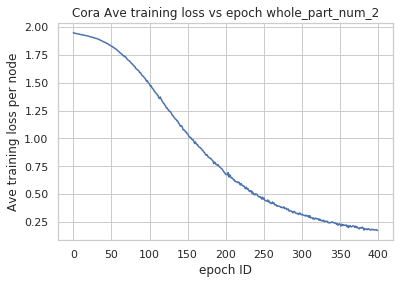 Cora Ave training loss vs epoch whole_part_num_2
2.00
1.75
1.50
1.25
1.00
0.75
0.50
0.25
Ave training loss per node
0 50 100 150 200 250 300 350 400
epoch ID